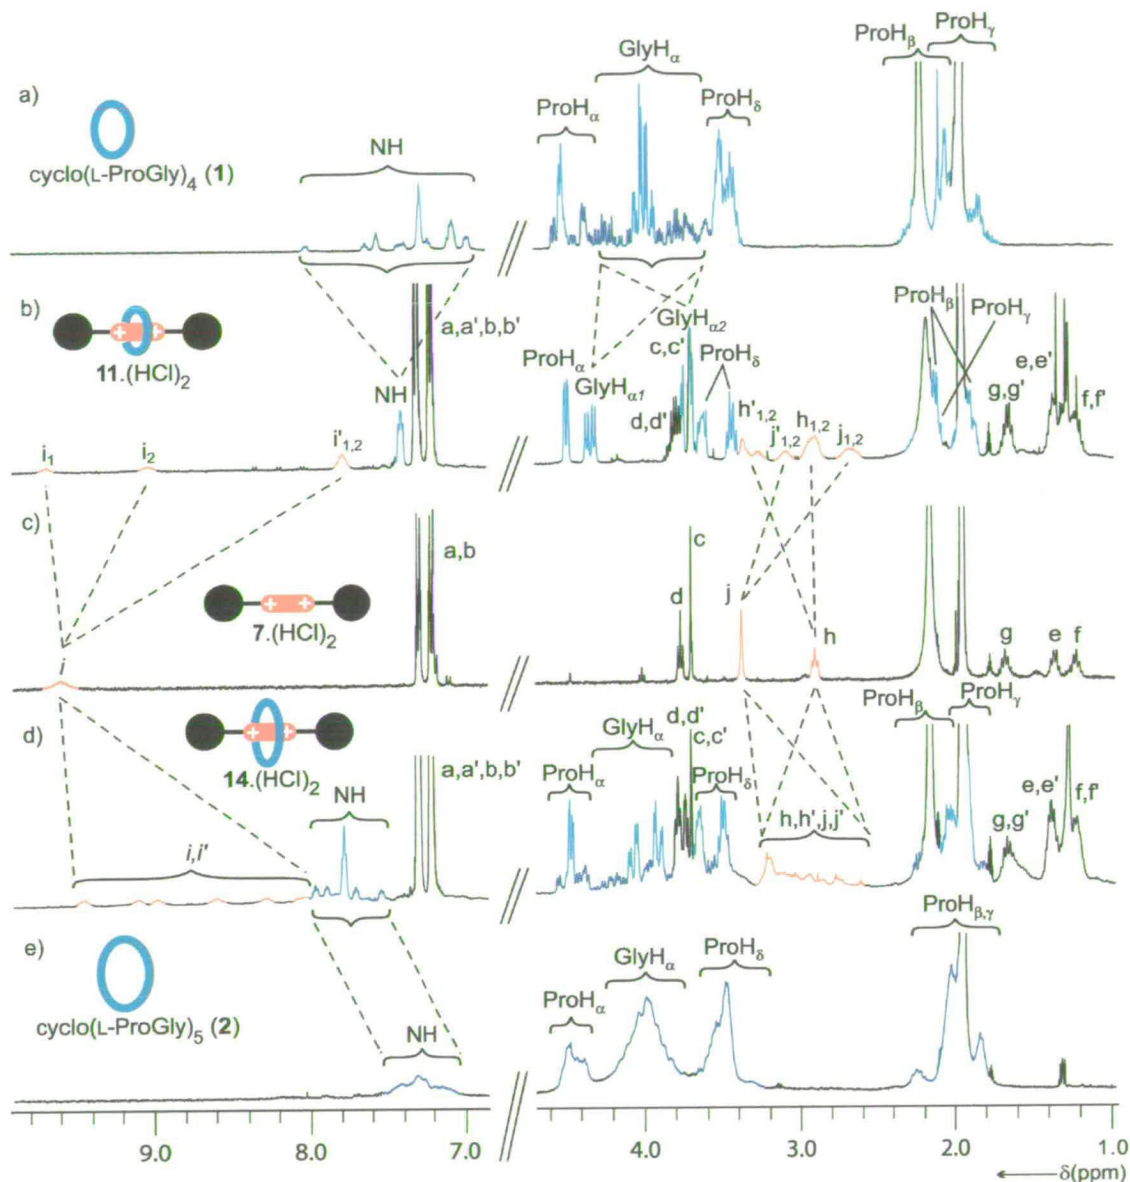 a)
cyclo(L-ProGly)₄ (1)
NH
ProHα
GlyHα
ProHδ
ProHβ
ProHγ
b)
11.(HCl)₂
i₁
i₂
i'₁,₂
NH
a,a',b,b'
ProHα
GlyHα1
d,d'
c,c'
GlyHα2
ProHδ
h'₁,₂
j'₁,₂
h₁,₂
j₁,₂
ProHβ
ProHγ
g,g'
e,e'
f,f'
c)
7.(HCl)₂
a,b
d
c
j
h
g
e
f
d)
14.(HCl)₂
i,i'
NH
a,a',b,b'
ProHα
GlyHα
d,d'
c,c'
ProHδ
h,h',j,j'
ProHβ
ProHγ
g,g'
e,e'
f,f'
e)
cyclo(L-ProGly)₅ (2)
NH
ProHα
GlyHα
ProHδ
ProHβ,γ
9.0 8.0 7.0 4.0 3.0 2.0 1.0
δ(ppm)